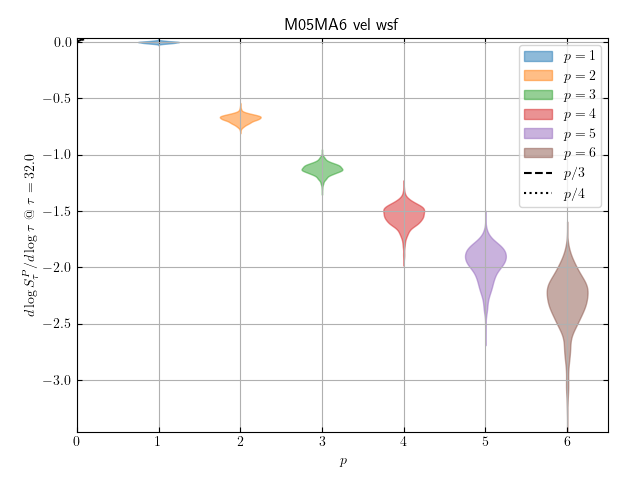 M05MA6 vel wsf
d log S_τ^p / d log τ @ τ = 32.0
0.0
−0.5
−1.0
−1.5
−2.0
−2.5
−3.0
0 1 2 3 4 5 6
p
p = 1
p = 2
p = 3
p = 4
p = 5
p = 6
p/3
p/4